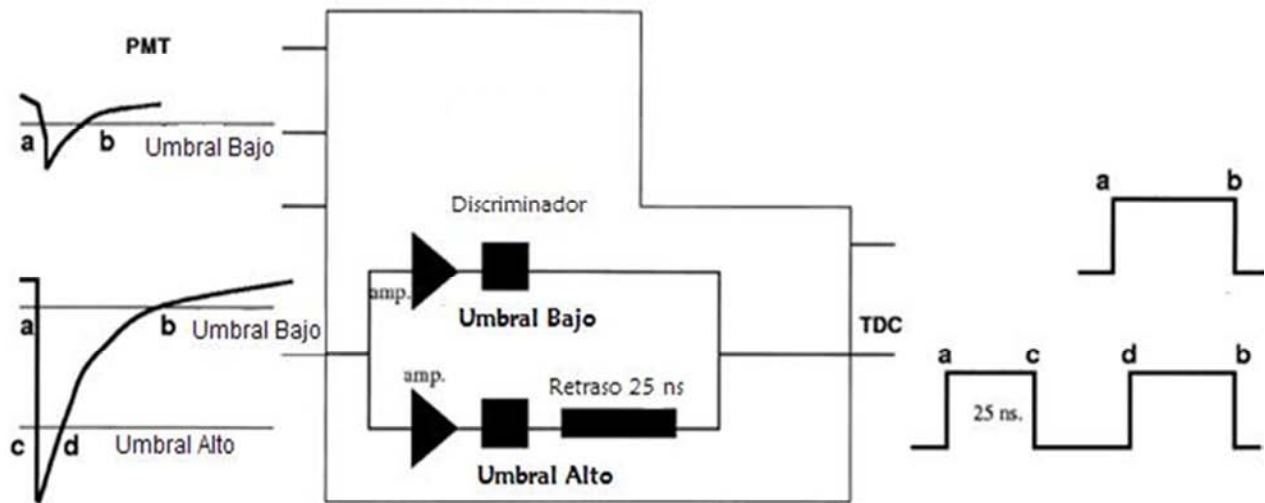 PMT
a
b
Umbral Bajo
a
b
Umbral Bajo
c
d
Umbral Alto
Discriminador
amp.
Umbral Bajo
amp.
Retraso 25 ns
Umbral Alto
TDC
a
b
a
c
d
b
25 ns.